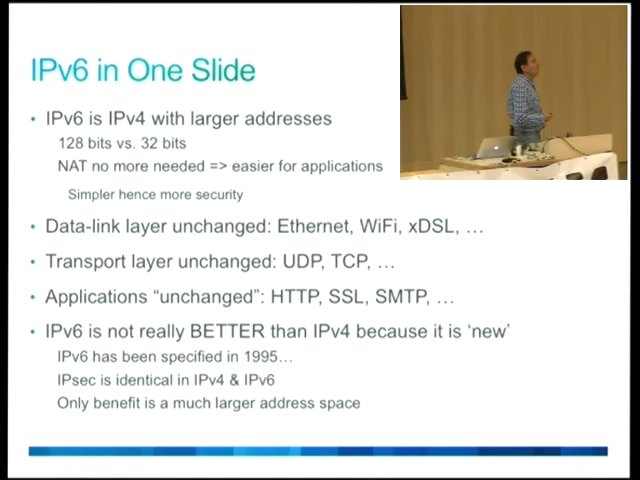 IPv6 in One Slide
• IPv6 is IPv4 with larger addresses
128 bits vs. 32 bits
NAT no more needed => easier for applications
Simpler hence more security
• Data-link layer unchanged: Ethernet, WiFi, xDSL, …
• Transport layer unchanged: UDP, TCP, …
• Applications “unchanged”: HTTP, SSL, SMTP, …
• IPv6 is not really BETTER than IPv4 because it is ‘new’
IPv6 has been specified in 1995…
IPsec is identical in IPv4 & IPv6
Only benefit is a much larger address space